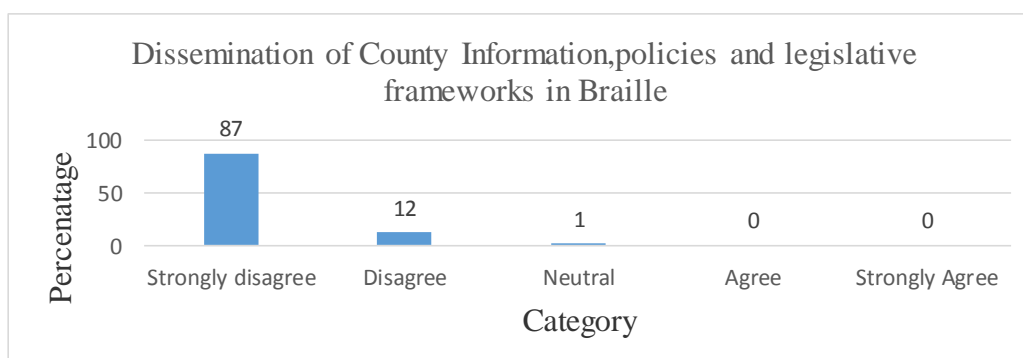 Dissemination of County Information,policies and legislative
frameworks in Braille
Percenatage
100
50
0
87
12
1
0
0
Strongly disagree
Disagree
Neutral
Agree
Strongly Agree
Category